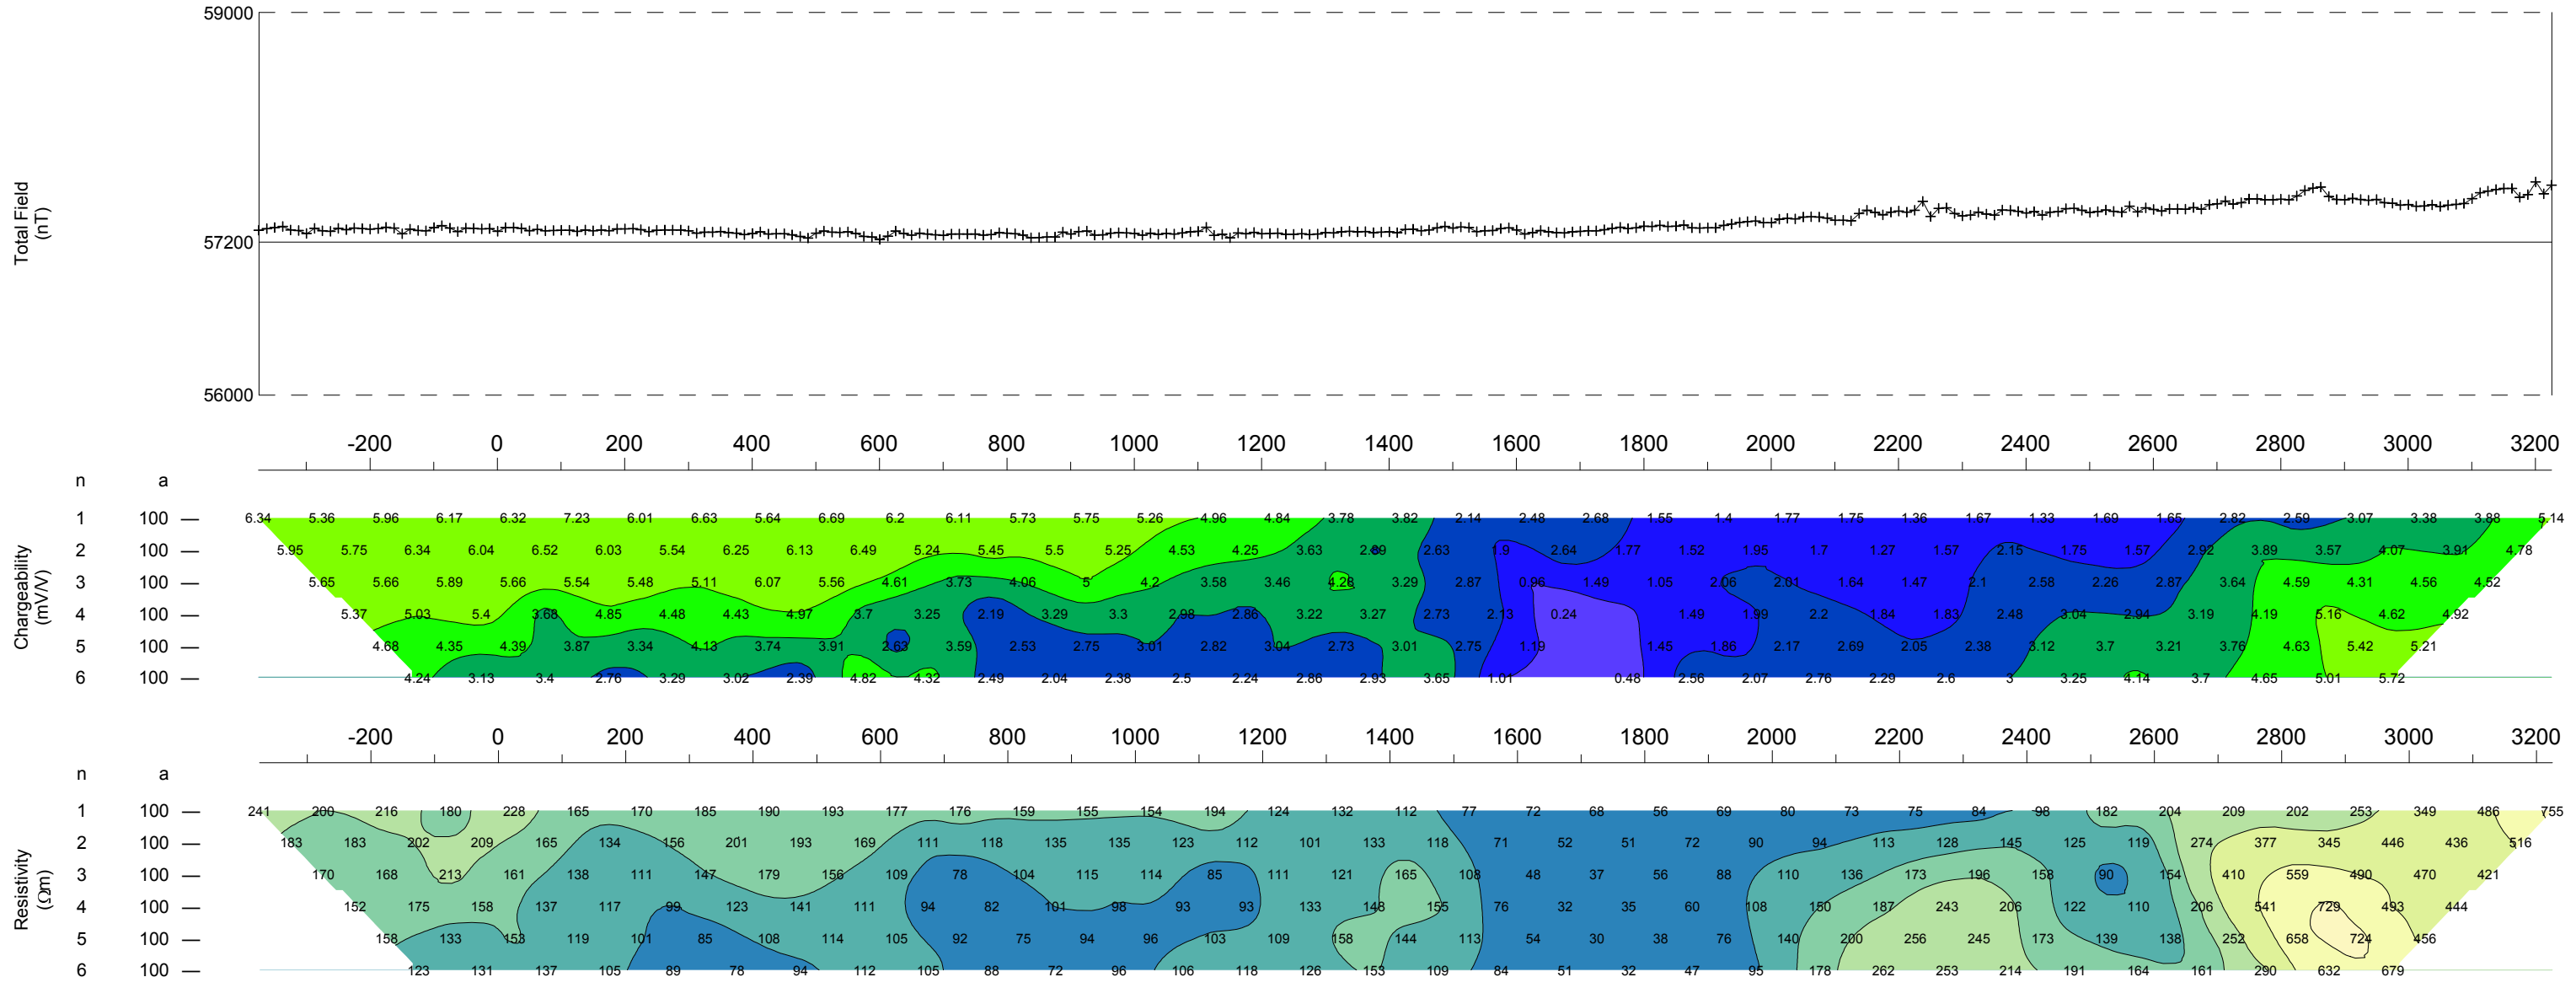 59000
Total Field
(nT)
57200
56000
-200 0 200 400 600 800 1000 1200 1400 1600 1800 2000 2200 2400 2600 2800 3000 3200
n a
Chargeability
(mV/V)
1 100 6.34 5.36 5.96 6.17 6.32 7.23 6.01 6.63 5.64 6.69 6.2 6.11 5.73 5.75 5.26 4.96 4.84 3.78 3.82 2.14 2.48 2.68 1.55 1.4 1.77 1.75 1.36 1.67 1.33 1.69 1.65 2.82 2.59 3.07 3.38 3.88 5.14
2 100 5.95 5.75 6.34 6.04 6.52 6.03 5.54 6.25 6.13 6.49 5.24 5.45 5.5 5.25 4.53 4.25 3.63 2.63 1.9 2.64 1.77 1.52 1.95 1.7 1.27 1.57 2.15 1.75 1.57 2.92 3.89 3.57 4.07 3.91 4.78
3 100 5.65 5.66 5.89 5.66 5.54 5.48 5.11 6.07 5.56 4.61 3.73 4.06 5 4.2 3.58 3.46 4.28 3.29 2.87 0.96 1.49 1.05 2.06 2.01 1.64 1.47 2.1 2.58 2.26 2.87 3.64 4.59 4.31 4.56 4.52
4 100 5.37 5.03 5.4 3.68 4.85 4.48 4.43 4.97 3.7 3.25 2.19 3.29 3.3 2.98 2.86 3.22 3.27 2.73 2.13 0.24 1.49 1.99 2.2 1.84 1.83 2.48 3.04 2.94 3.19 4.19 5.16 4.62 4.92
5 100 4.68 4.35 4.39 3.87 3.34 4.13 3.74 3.91 2.63 3.59 2.53 2.75 3.01 2.82 3.04 2.73 3.01 2.75 1.19 1.45 1.86 2.17 2.69 2.05 2.38 3.12 3.7 3.21 3.76 4.63 5.42 5.21
6 100 4.24 3.13 3.4 2.76 3.29 3.02 2.39 4.82 4.32 2.49 2.04 2.38 2.5 2.24 2.86 2.93 3.65 1.01 0.48 2.56 2.07 2.76 2.29 2.6 3 3.25 4.14 3.7 4.65 5.01 5.72
-200 0 200 400 600 800 1000 1200 1400 1600 1800 2000 2200 2400 2600 2800 3000 3200
n a
Resistivity
(Ωm)
1 100 241 200 216 180 228 165 170 185 190 193 177 176 159 155 154 194 124 132 112 77 72 68 56 69 80 73 75 84 98 182 204 209 202 253 349 486 755
2 100 183 183 202 209 165 134 156 201 193 169 111 118 135 135 123 112 101 133 118 71 52 51 72 90 94 113 128 145 125 119 274 377 345 446 436 516
3 100 170 168 213 161 138 111 147 179 156 109 78 104 115 114 85 111 121 165 108 48 37 56 88 110 136 173 196 158 90 154 410 559 490 470 421
4 100 152 175 158 137 117 99 123 141 111 94 82 101 98 93 93 133 148 155 76 32 35 60 108 150 187 243 206 122 110 206 541 729 493 444
5 100 158 133 153 119 101 85 108 114 105 92 75 94 96 103 109 158 144 113 54 30 38 76 140 200 256 245 173 139 138 252 658 724 456
6 100 123 131 137 105 89 78 94 112 105 88 72 96 106 118 126 153 109 84 51 32 47 95 178 262 253 214 191 164 161 290 632 679